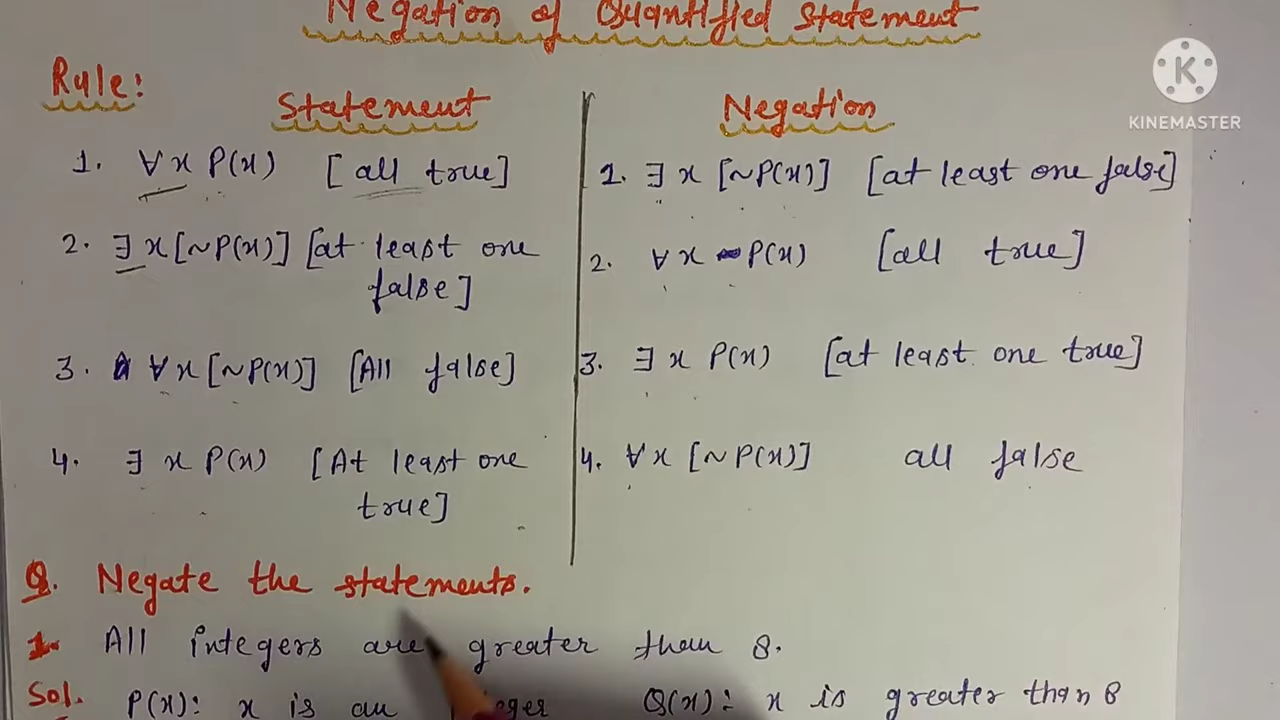 Negation of Quantified Statement
Rule:
Statement
Negation
1. ∀x P(x) [all true]
1. ∃ x [~P(x)] [at least one false]
2. ∃ x [~P(x)] [at least one
false]
2. ∀x P(x) [all true]
3. ∀x [~P(x)] [All false]
3. ∃ x P(x) [at least one true]
4. ∃ x P(x) [At least one
true]
4. ∀x [~P(x)] all false
Q. Negate the statements.
1. All integers are greater than 8.
Sol. P(x): x is an
Q(x): x is greater than 8
K
KINEMASTER